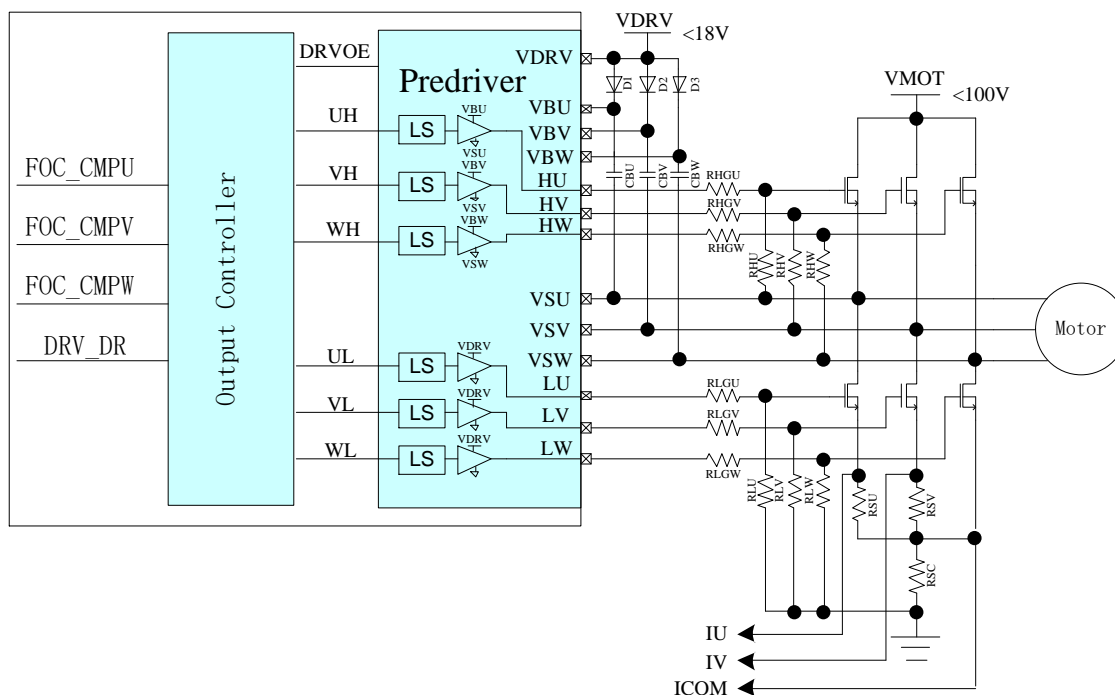 VDRV
<18V
DRVOE
VDRV
D1
D2
D3
Predriver
VMOT
<100V
VBU
UH
LS
VBU
VSU
VBV
VBW
CBU
CBV
CBW
FOC_CMPU
VH
LS
VBV
VSV
HU
RHGU
HV
RHGV
FOC_CMPV
WH
LS
VBW
VSW
HW
RHGW
RHU
RHV
RHW
FOC_CMPW
Output Controller
VSU
VSV
Motor
DRV_DR
VSW
UL
LS
VDRV
LU
RLGU
VL
LS
VDRV
LV
RLGV
WL
LS
VDRV
LW
RLGW
RLU
RLV
RLW
RSU
RSV
RSC
IU
IV
ICOM